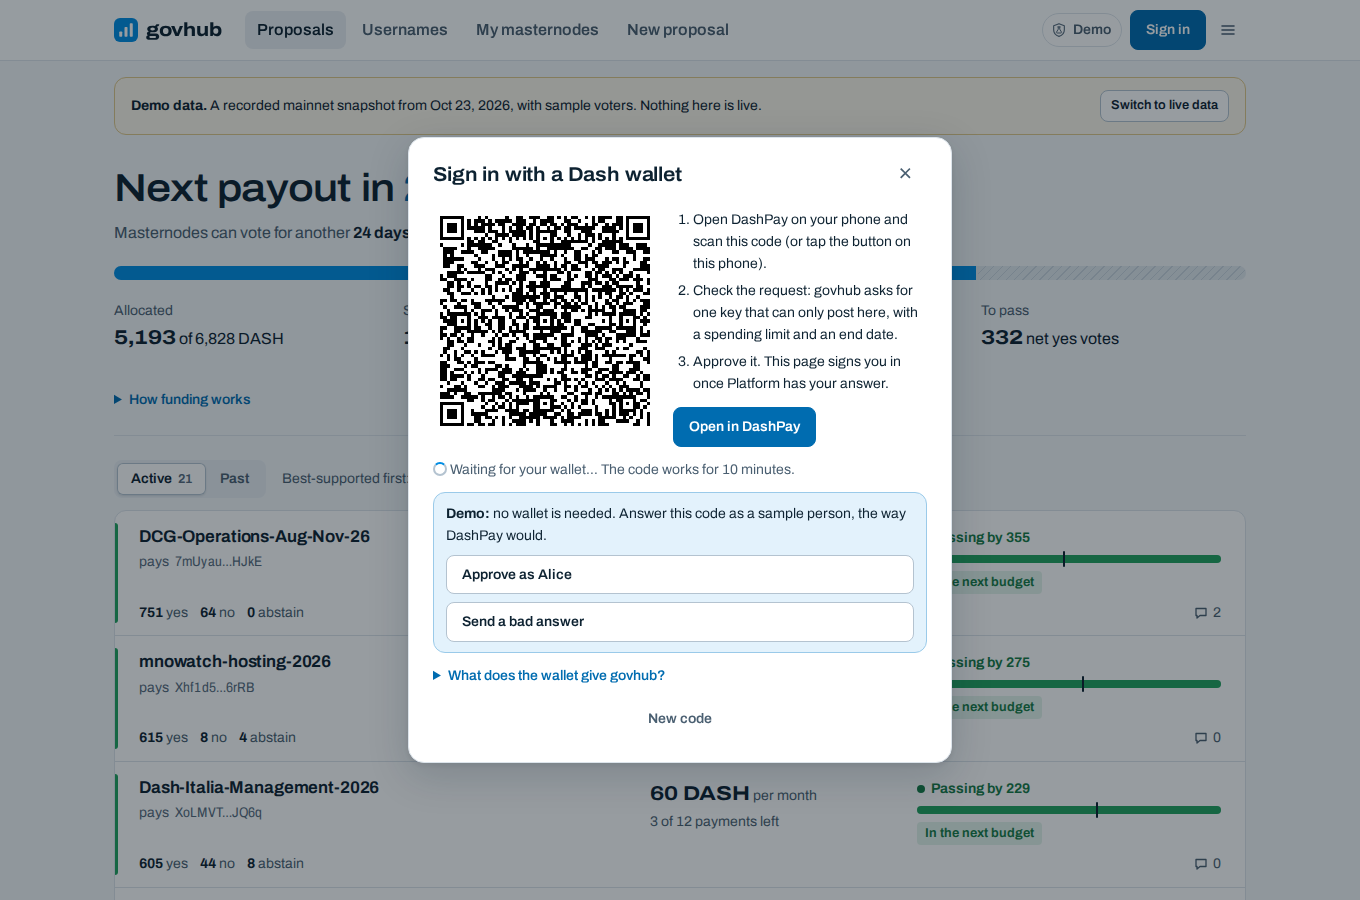 govhub
Proposals
Usernames
My masternodes
New proposal
Demo
Sign in
Demo data. A recorded mainnet snapshot from Oct 23, 2026, with sample voters. Nothing here is live.
Switch to live data
Next payout in
Masternodes can vote for another 24 days
Allocated
5,193 of 6,828 DASH
To pass
332 net yes votes
How funding works
Active 21
Past
Best-supported first
Sign in with a Dash wallet
1. Open DashPay on your phone and
scan this code (or tap the button on
this phone).
2. Check the request: govhub asks for
one key that can only post here, with
a spending limit and an end date.
3. Approve it. This page signs you in
once Platform has your answer.
Open in DashPay
Waiting for your wallet... The code works for 10 minutes.
Demo: no wallet is needed. Answer this code as a sample person, the way
DashPay would.
Approve as Alice
Send a bad answer
What does the wallet give govhub?
New code
DCG-Operations-Aug-Nov-26
pays 7mUyau...HJkE
751 yes 64 no 0 abstain
by 355
next budget
2
mnowatch-hosting-2026
pays Xhf1d5...6rRB
615 yes 8 no 4 abstain
by 275
next budget
0
Dash-Italia-Management-2026
pays XoLMVT...JQ6q
605 yes 44 no 8 abstain
60 DASH per month
3 of 12 payments left
Passing by 229
In the next budget
0